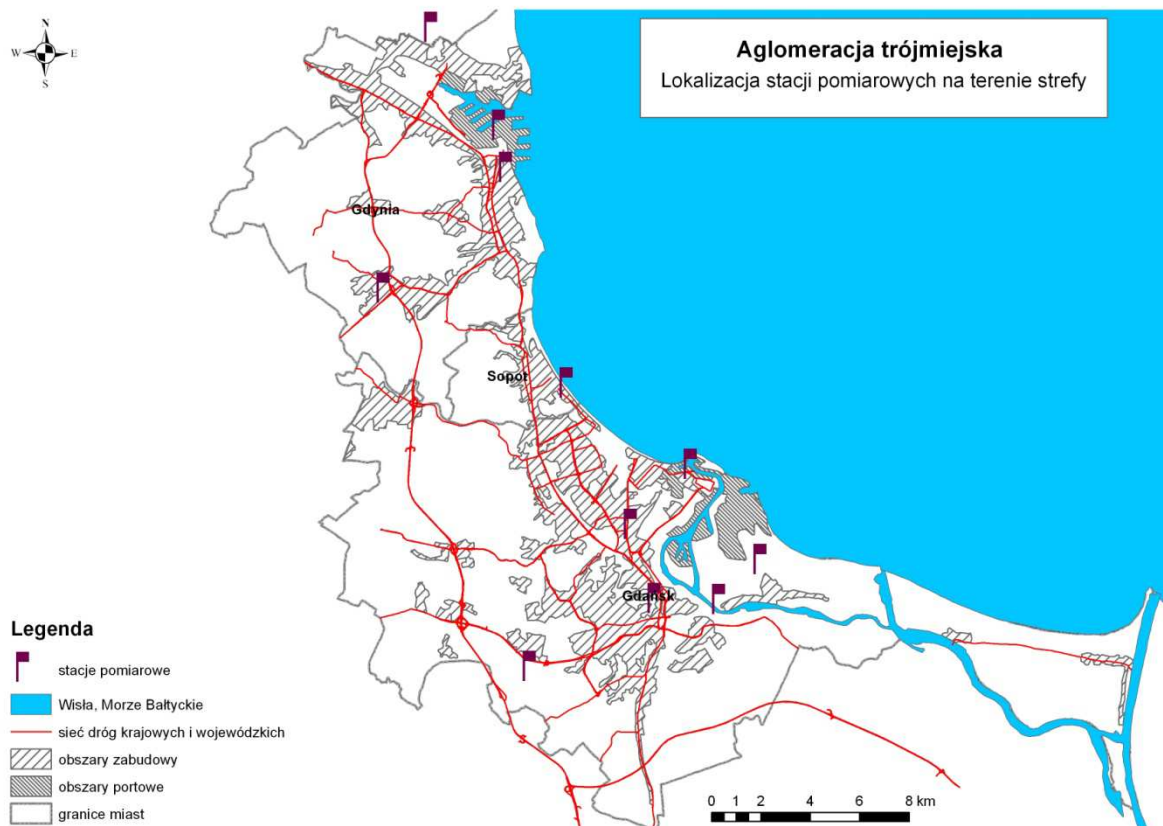 N
W E
S
Aglomeracja trójmiejska
Lokalizacja stacji pomiarowych na terenie strefy
Gdynia
Sopot
Gdańsk
Legenda
stacje pomiarowe
Wisła, Morze Bałtyckie
sieć dróg krajowych i wojewódzkich
obszary zabudowy
obszary portowe
granice miast
0 1 2 4 6 8 km